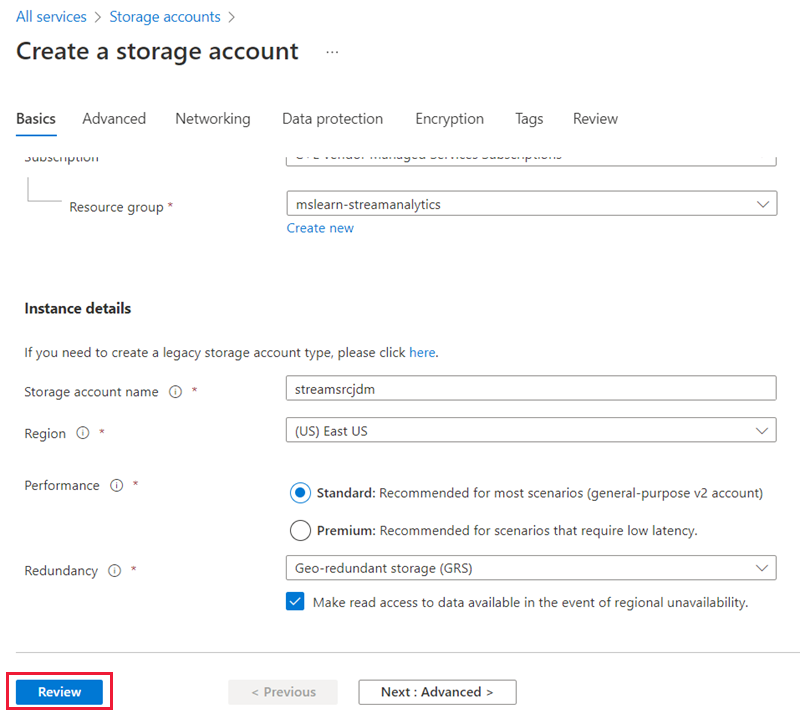 All services > Storage accounts >
Create a storage account ...
Basics Advanced Networking Data protection Encryption Tags Review
Subscription
Resource group * mslearn-streamanalytics
Create new
Instance details
If you need to create a legacy storage account type, please click here.
Storage account name * streamsrcjdm
Region * (US) East US
Performance * Standard: Recommended for most scenarios (general-purpose v2 account)
Premium: Recommended for scenarios that require low latency.
Redundancy * Geo-redundant storage (GRS)
Make read access to data available in the event of regional unavailability.
Review < Previous Next : Advanced >